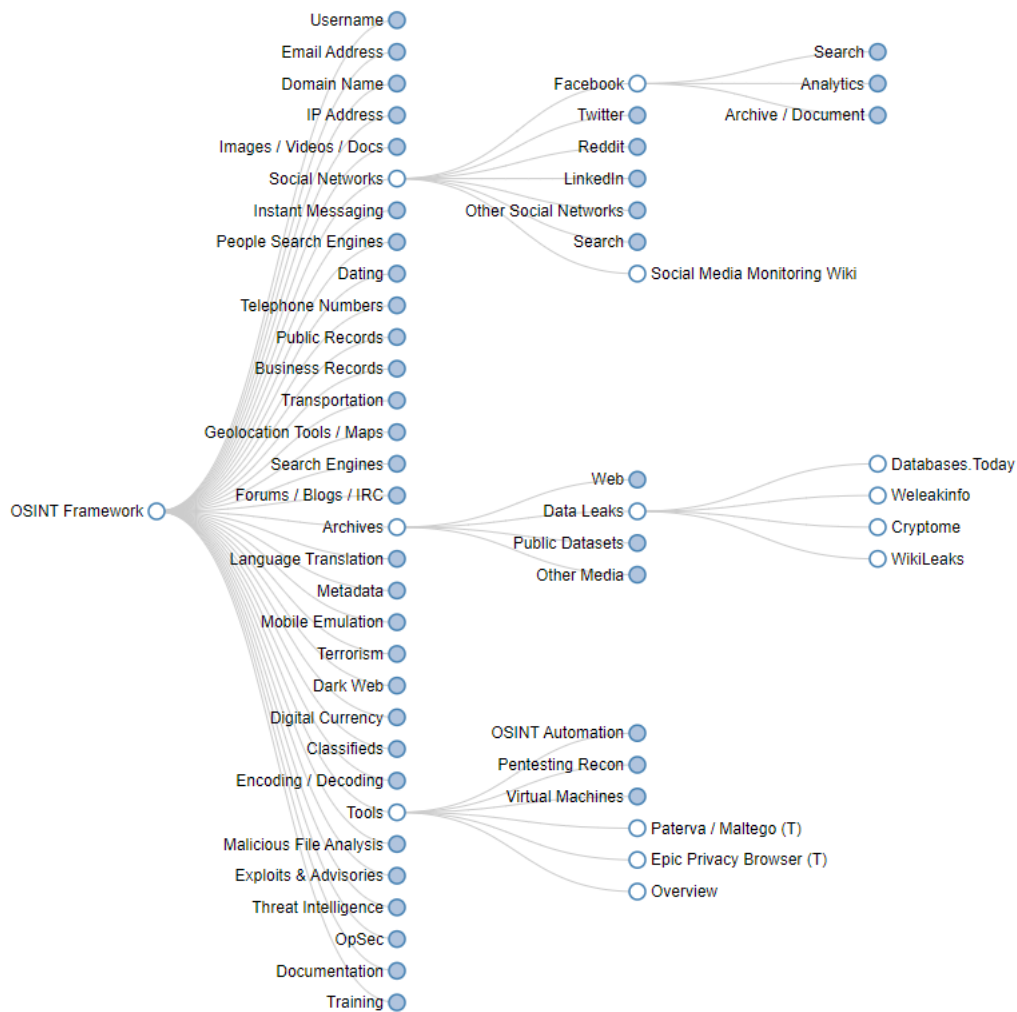 Username
Email Address
Domain Name
IP Address
Images / Videos / Docs
Social Networks
Instant Messaging
People Search Engines
Dating
Telephone Numbers
Public Records
Business Records
Transportation
Geolocation Tools / Maps
Search Engines
Forums / Blogs / IRC
OSINT Framework
Archives
Language Translation
Metadata
Mobile Emulation
Terrorism
Dark Web
Digital Currency
Classifieds
Encoding / Decoding
Tools
Malicious File Analysis
Exploits & Advisories
Threat Intelligence
OpSec
Documentation
Training
Facebook
Twitter
Reddit
LinkedIn
Other Social Networks
Search
Social Media Monitoring Wiki
Search
Analytics
Archive / Document
Web
Data Leaks
Public Datasets
Other Media
Databases.Today
Weleakinfo
Cryptome
WikiLeaks
OSINT Automation
Pentesting Recon
Virtual Machines
Paterva / Maltego (T)
Epic Privacy Browser (T)
Overview